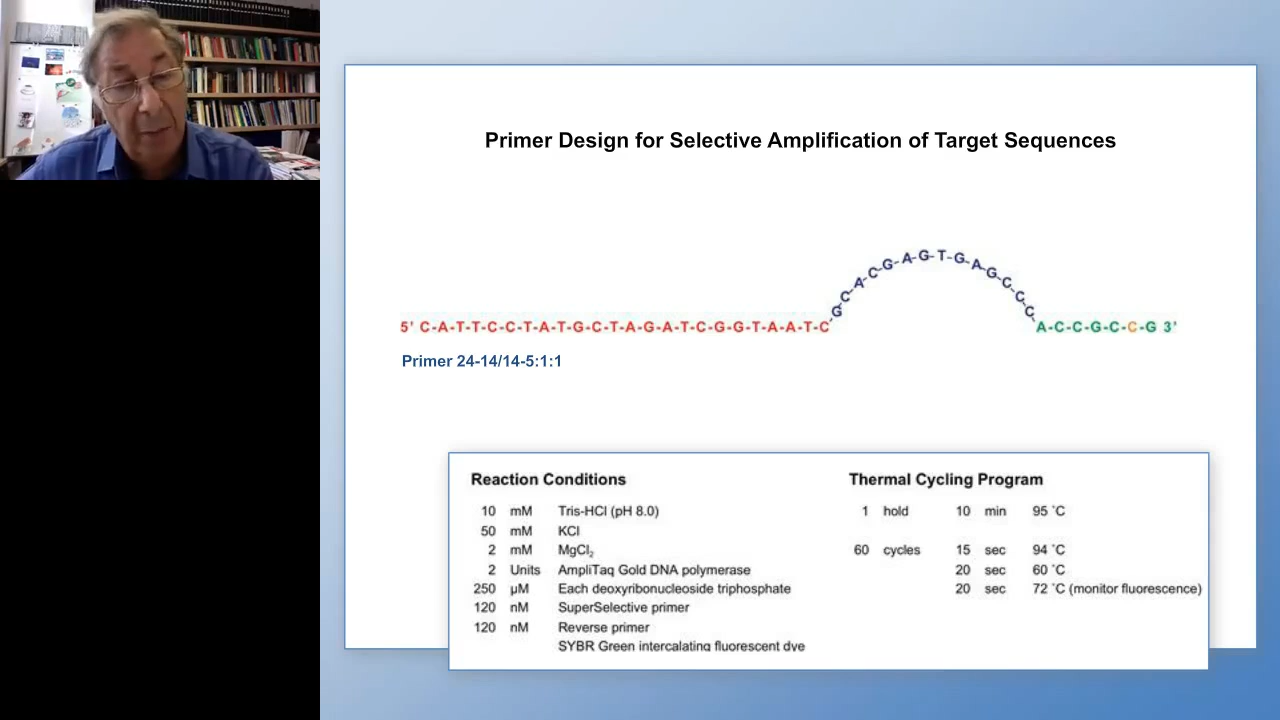 Primer Design for Selective Amplification of Target Sequences
5' C-A-T-T-C-C-T-A-T-G-C-T-A-G-A-T-C-G-G-T-A-A-T-C-G-C-A-C-G-A-G-T-G-A-G-C-C-C-A-C-C-G-C-C-G 3'
Primer 24-14/14-5:1:1
Reaction Conditions
10 mM Tris-HCl (pH 8.0)
50 mM KCl
2 mM MgCl₂
2 Units AmpliTaq Gold DNA polymerase
250 µM Each deoxyribonucleoside triphosphate
120 nM SuperSelective primer
120 nM Reverse primer
SYBR Green intercalating fluorescent dye
Thermal Cycling Program
1 hold 10 min 95 ˚C
60 cycles 15 sec 94 ˚C
20 sec 60 ˚C
20 sec 72 ˚C (monitor fluorescence)